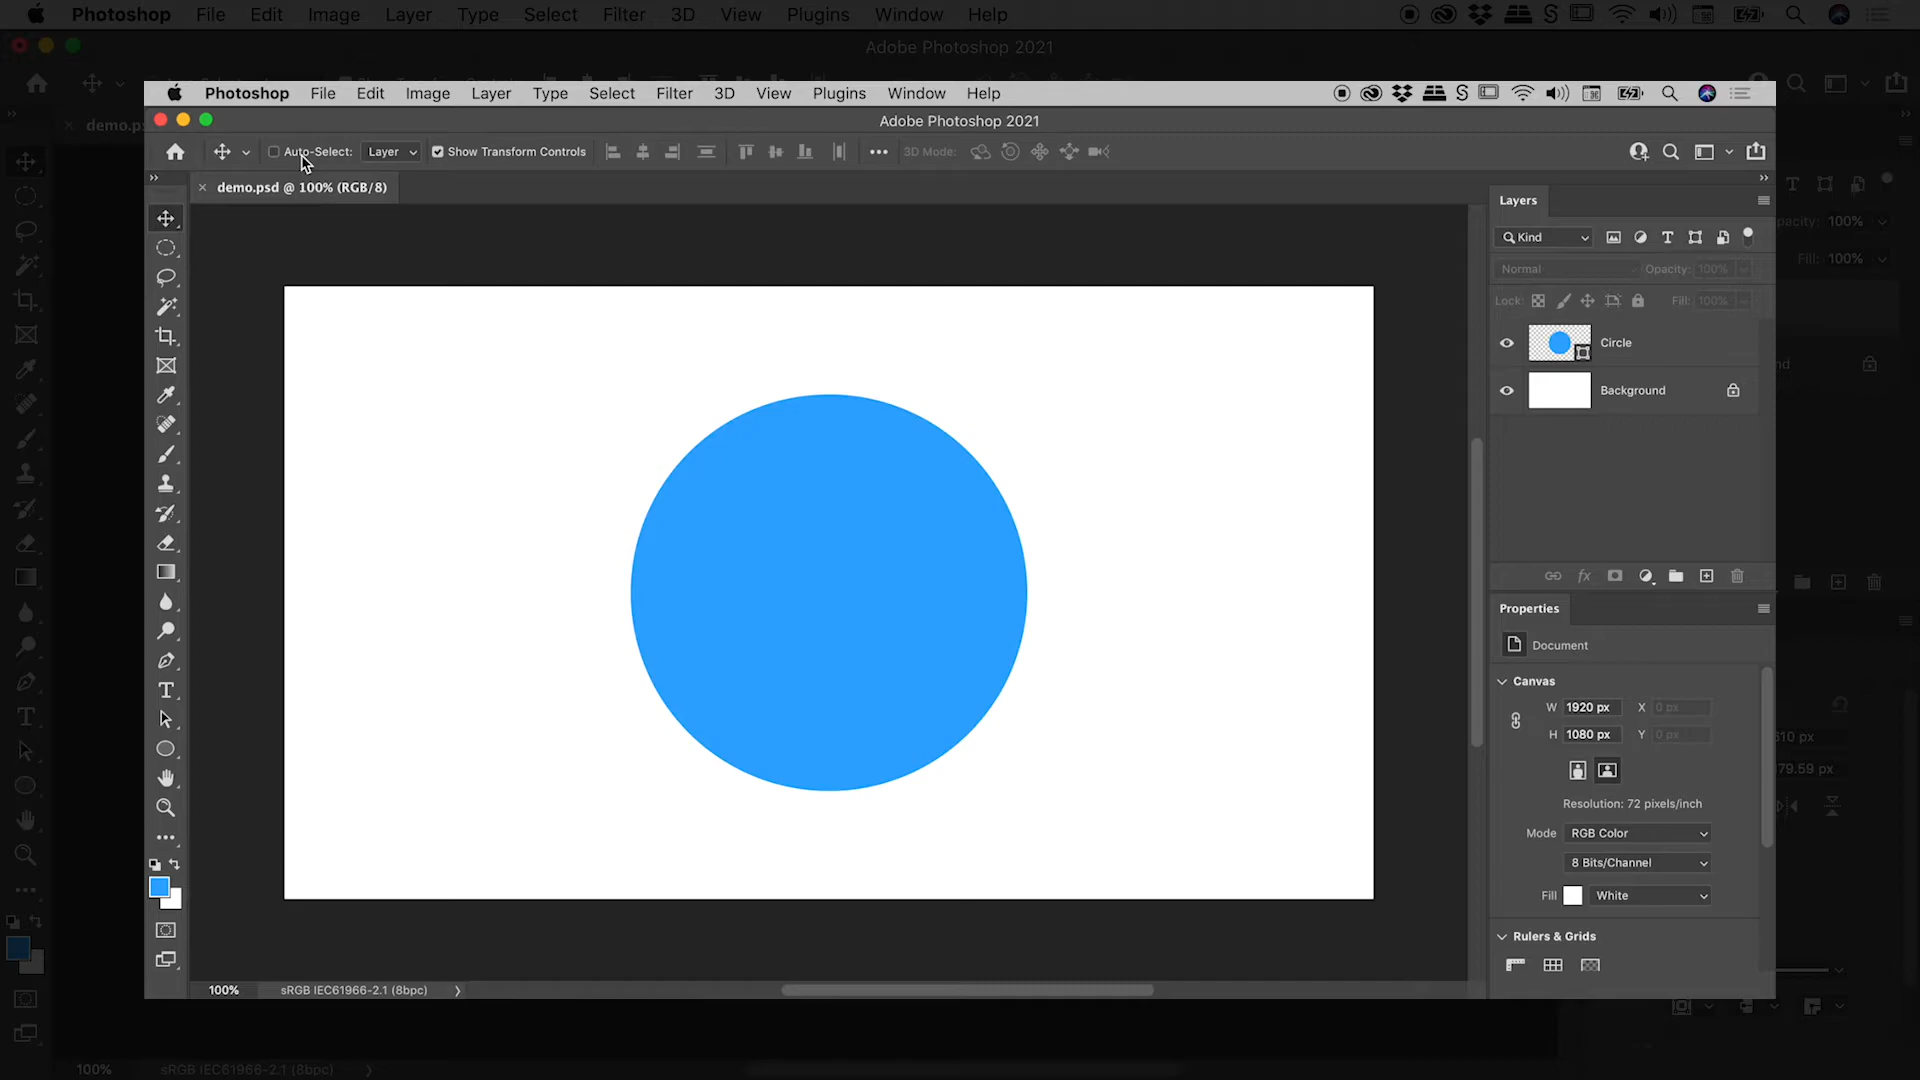 Photoshop File Edit Image Layer Type Select Filter 3D View Plugins Window Help
Adobe Photoshop 2021
demo.ps
Photoshop File Edit Image Layer Type Select Filter 3D View Plugins Window Help
Adobe Photoshop 2021
Auto-Select: Layer Show Transform Controls 3D Mode:
demo.psd @ 100% (RGB/8)
Layers
Kind
Normal Opacity: 100%
Lock: Fill: 100%
Circle
Background
Properties
Document
Canvas
W 1920 px X 0 px
H 1080 px Y 0 px
Resolution: 72 pixels/inch
Mode RGB Color
8 Bits/Channel
Fill White
Rulers & Grids
100% sRGB IEC61966-2.1 (8bpc)
pacity: 100%
Fill: 100%
nd
610 px
79.59 px
100% sRGB IEC61966-2.1 (8bpc)